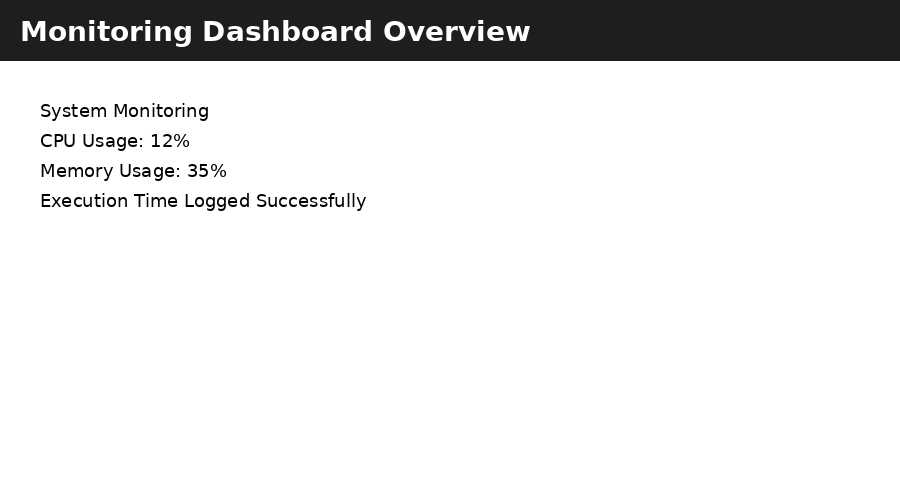 Monitoring Dashboard Overview
System Monitoring
CPU Usage: 12%
Memory Usage: 35%
Execution Time Logged Successfully